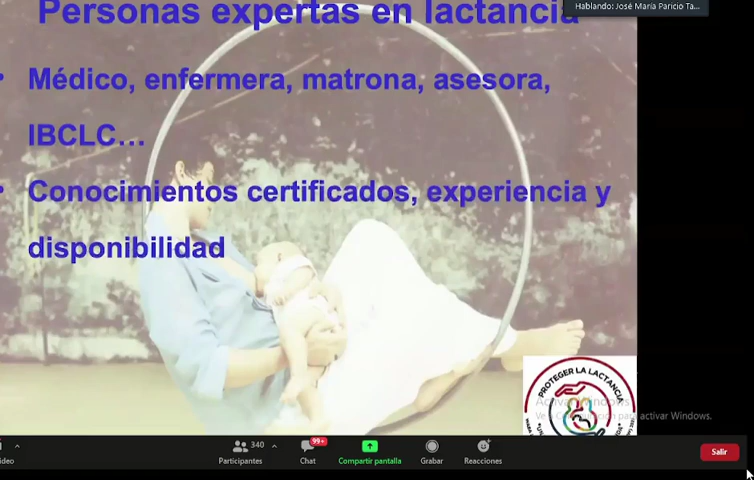 Personas expertas en lactancia
Hablando: José María Paricio Ta...
• Médico, enfermera, matrona, asesora,
IBCLC...
• Conocimientos certificados, experiencia y
disponibilidad
PROTEGER LA LACTANCIA
activar Windows.
340
99+
Participantes
Chat
Compartir pantalla
Grabar
Reacciones
Salir